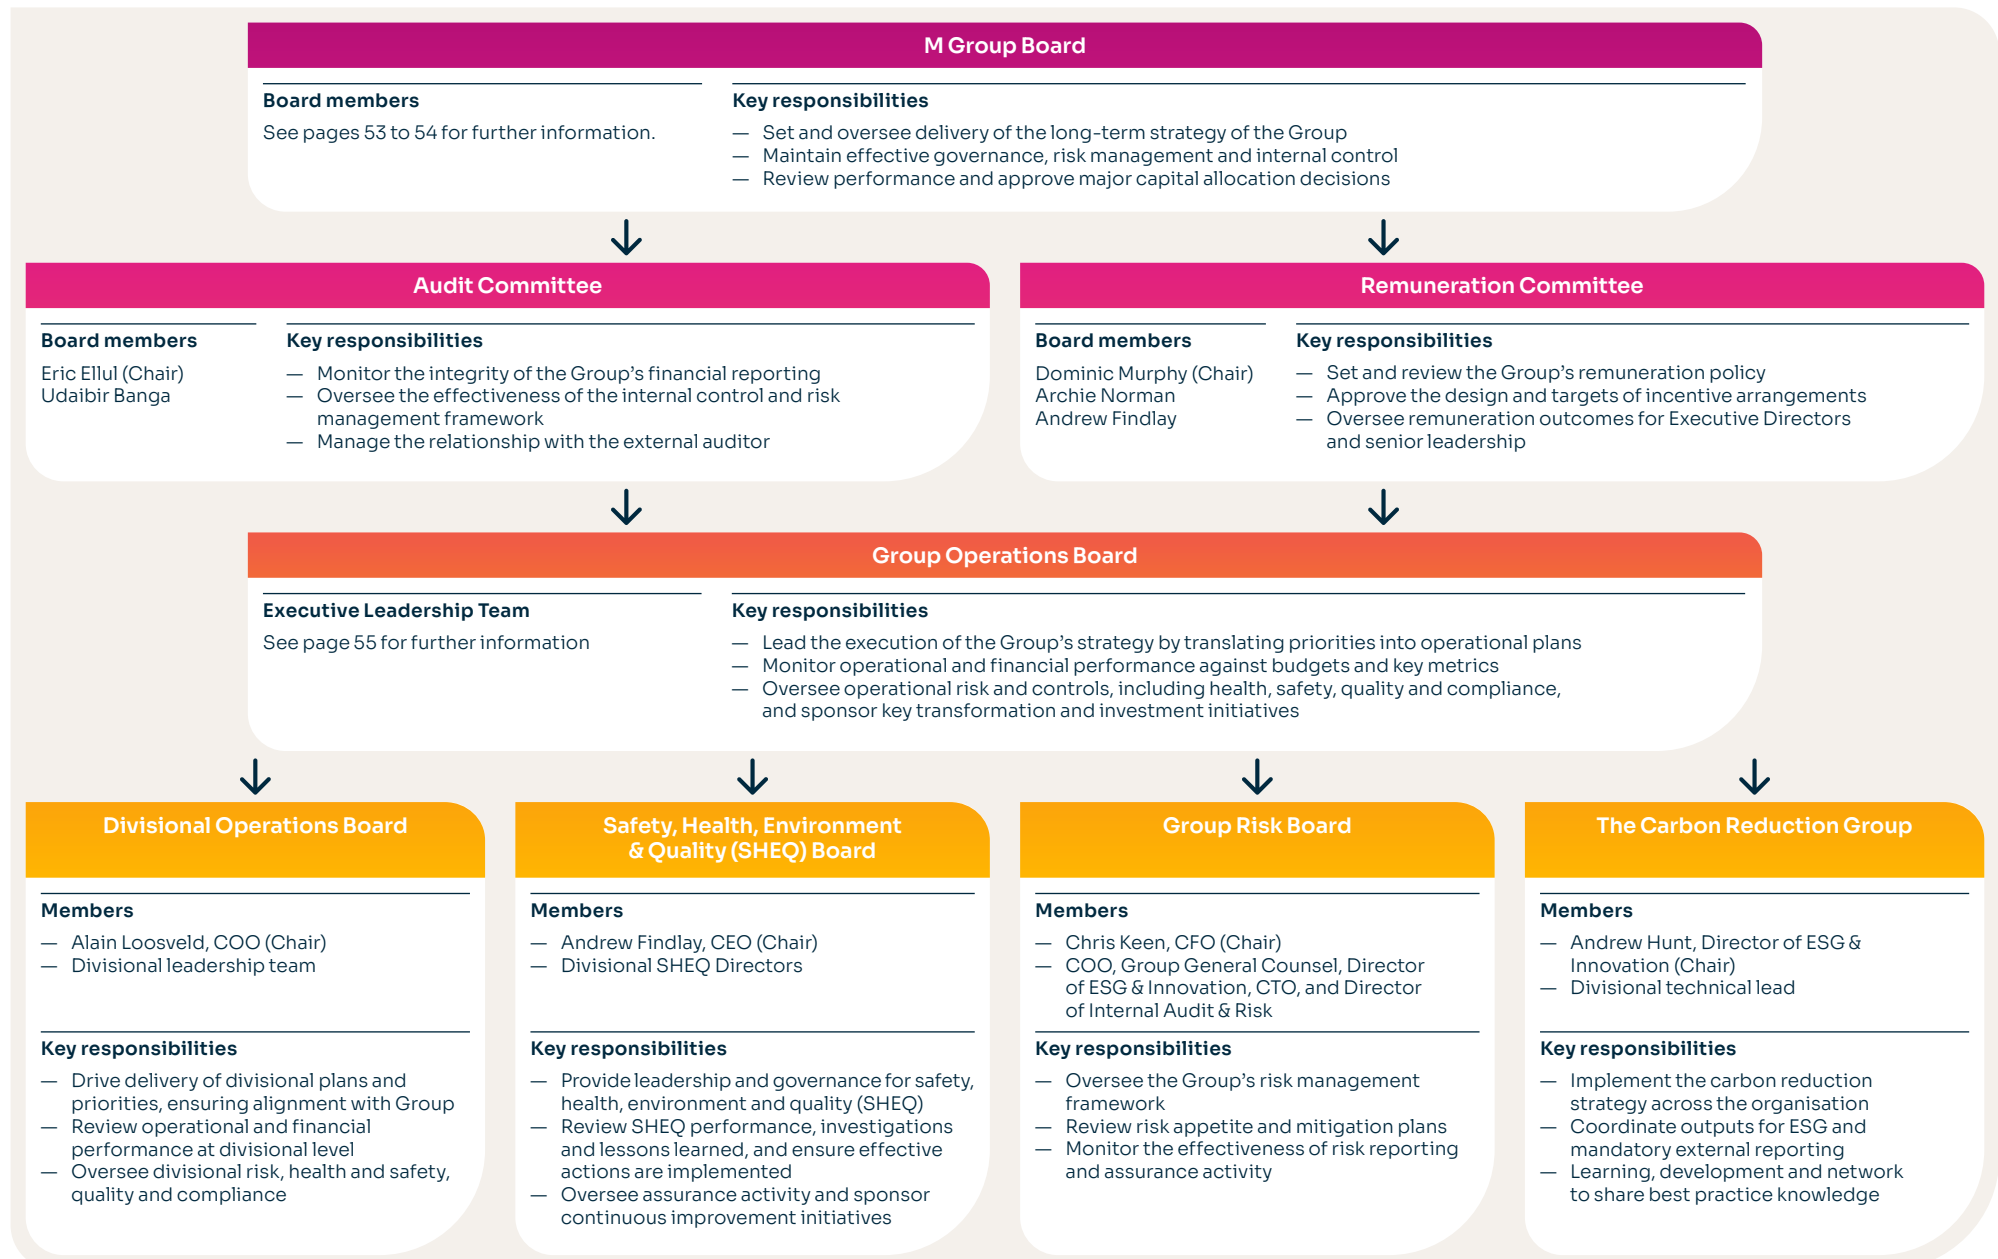 M Group Board
Board members
See pages 53 to 54 for further information.
Key responsibilities
— Set and oversee delivery of the long-term strategy of the Group
— Maintain effective governance, risk management and internal control
— Review performance and approve major capital allocation decisions
Audit Committee
Board members
Eric Ellul (Chair)
Udaibir Banga
Key responsibilities
— Monitor the integrity of the Group’s financial reporting
— Oversee the effectiveness of the internal control and risk
management framework
— Manage the relationship with the external auditor
Remuneration Committee
Board members
Dominic Murphy (Chair)
Archie Norman
Andrew Findlay
Key responsibilities
— Set and review the Group’s remuneration policy
— Approve the design and targets of incentive arrangements
— Oversee remuneration outcomes for Executive Directors
and senior leadership
Group Operations Board
Executive Leadership Team
See page 55 for further information
Key responsibilities
— Lead the execution of the Group’s strategy by translating priorities into operational plans
— Monitor operational and financial performance against budgets and key metrics
— Oversee operational risk and controls, including health, safety, quality and compliance,
and sponsor key transformation and investment initiatives
Divisional Operations Board
Members
— Alain Loosveld, COO (Chair)
— Divisional leadership team
Key responsibilities
— Drive delivery of divisional plans and
priorities, ensuring alignment with Group
— Review operational and financial
performance at divisional level
— Oversee divisional risk, health and safety,
quality and compliance
Safety, Health, Environment
& Quality (SHEQ) Board
Members
— Andrew Findlay, CEO (Chair)
— Divisional SHEQ Directors
Key responsibilities
— Provide leadership and governance for safety,
health, environment and quality (SHEQ)
— Review SHEQ performance, investigations
and lessons learned, and ensure effective
actions are implemented
— Oversee assurance activity and sponsor
continuous improvement initiatives
Group Risk Board
Members
— Chris Keen, CFO (Chair)
— COO, Group General Counsel, Director
of ESG & Innovation, CTO, and Director
of Internal Audit & Risk
Key responsibilities
— Oversee the Group’s risk management
framework
— Review risk appetite and mitigation plans
— Monitor the effectiveness of risk reporting
and assurance activity
The Carbon Reduction Group
Members
— Andrew Hunt, Director of ESG &
Innovation (Chair)
— Divisional technical lead
Key responsibilities
— Implement the carbon reduction
strategy across the organisation
— Coordinate outputs for ESG and
mandatory external reporting
— Learning, development and network
to share best practice knowledge